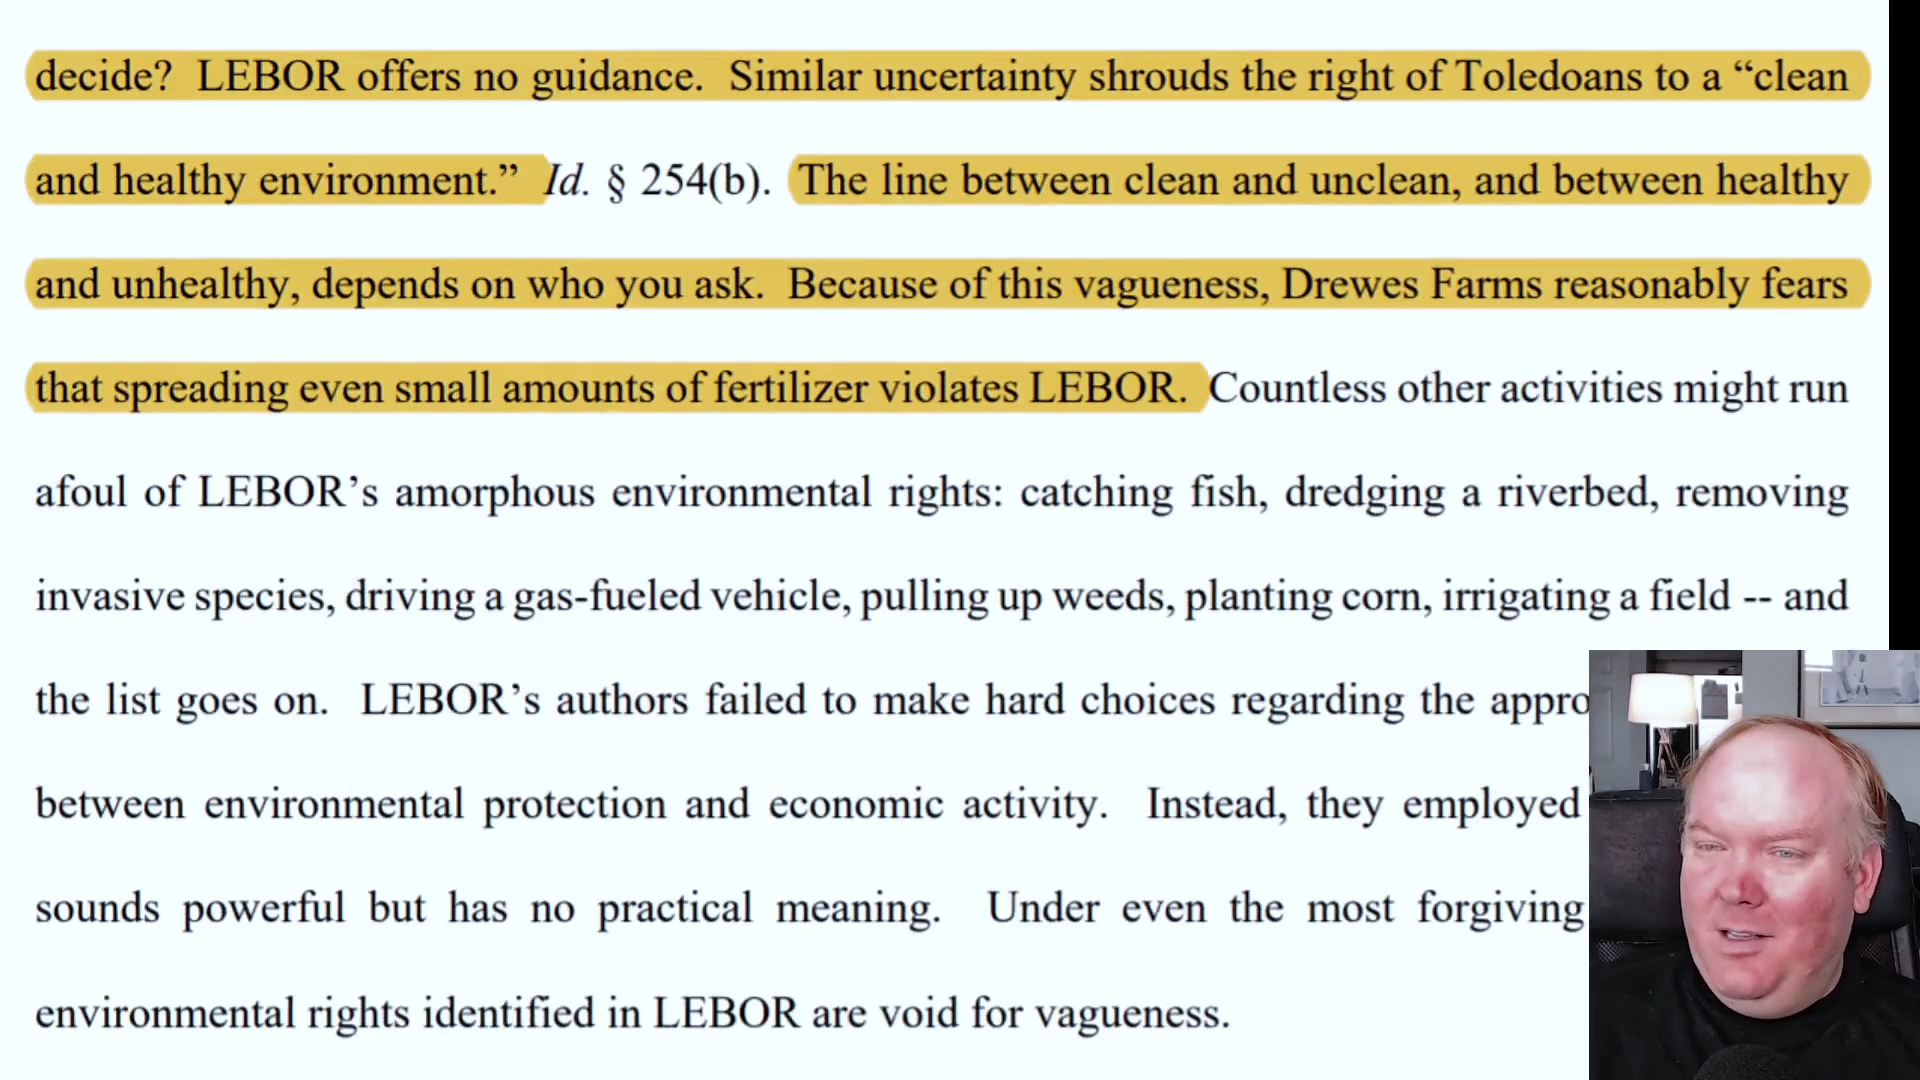 decide?  LEBOR offers no guidance.  Similar uncertainty shrouds the right of Toledoans to a “clean
and healthy environment.”  Id. § 254(b).  The line between clean and unclean, and between healthy
and unhealthy, depends on who you ask.  Because of this vagueness, Drewes Farms reasonably fears
that spreading even small amounts of fertilizer violates LEBOR.  Countless other activities might run
afoul of LEBOR’s amorphous environmental rights: catching fish, dredging a riverbed, removing
invasive species, driving a gas-fueled vehicle, pulling up weeds, planting corn, irrigating a field -- and
the list goes on.  LEBOR’s authors failed to make hard choices regarding the appro
between environmental protection and economic activity.  Instead, they employed
sounds powerful but has no practical meaning.  Under even the most forgiving
environmental rights identified in LEBOR are void for vagueness.